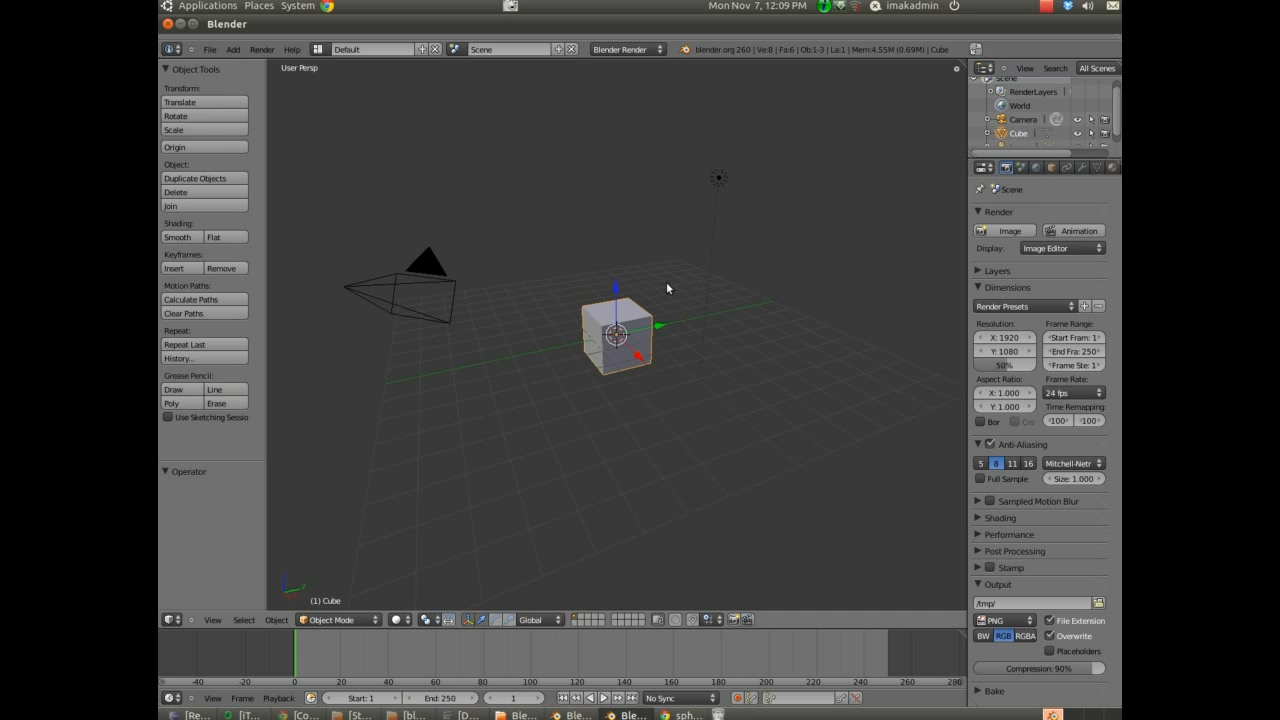 Applications Places System Mon Nov 7, 12:09 PM imakadmin
Blender
File Add Render Help Default Scene Blender Render blender.org 260 | Ve:8 | Fa:6 | Ob:1-3 | La:1 | Mem:4.55M (0.69M) | Cube
Object Tools
Transform:
Translate
Rotate
Scale
Origin
Object:
Duplicate Objects
Delete
Join
Shading:
Smooth Flat
Keyframes:
Insert Remove
Motion Paths:
Calculate Paths
Clear Paths
Repeat:
Repeat Last
History...
Grease Pencil:
Draw Line
Poly Erase
Use Sketching Sessio
Operator
User Persp
(1) Cube
View Select Object Object Mode Global
-40 -20 0 20 40 60 80 100 120 140 160 180 200 220 240 260 280
View Frame Playback Start: 1 End: 250 1 No Sync
View Search All Scenes
Scene
RenderLayers |
World
Camera |
Cube |
Scene
Render
Image Animation
Display: Image Editor
Layers
Dimensions
Render Presets
Resolution: Frame Range:
X: 1920 Start Fram: 1
Y: 1080 End Fra: 250
50% Frame Ste: 1
Aspect Ratio: Frame Rate:
X: 1.000 24 fps
Y: 1.000 Time Remapping:
Bor Cro 100 100
Anti-Aliasing
5 8 11 16 Mitchell-Netr
Full Sample Size: 1.000
Sampled Motion Blur
Shading
Performance
Post Processing
Stamp
Output
/tmp/
PNG File Extension
BW RGB RGBA Overwrite
Placeholders
Compression: 90%
Bake
[Re... [iT... [Co... [St... [bl... [D... Ble... Ble... Ble... sph...